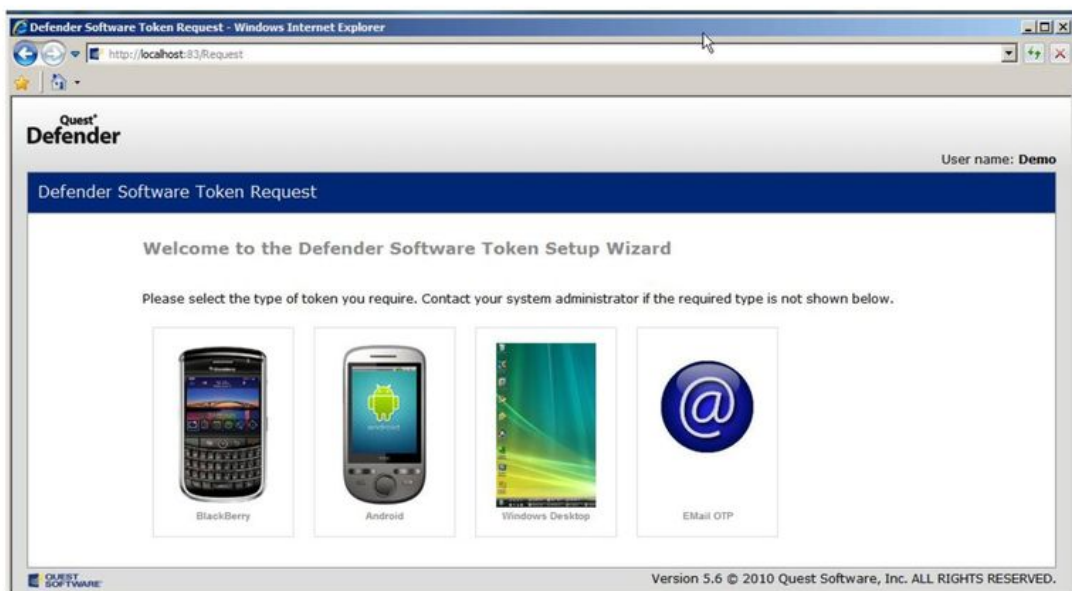 Defender Software Token Request - Windows Internet Explorer
http://localhost:83/Request
Quest
Defender
User name: Demo
Defender Software Token Request
Welcome to the Defender Software Token Setup Wizard
Please select the type of token you require. Contact your system administrator if the required type is not shown below.
BlackBerry
android
@
BlackBerry Android Windows Desktop EMail OTP
QUEST SOFTWARE
Version 5.6 © 2010 Quest Software, Inc. ALL RIGHTS RESERVED.